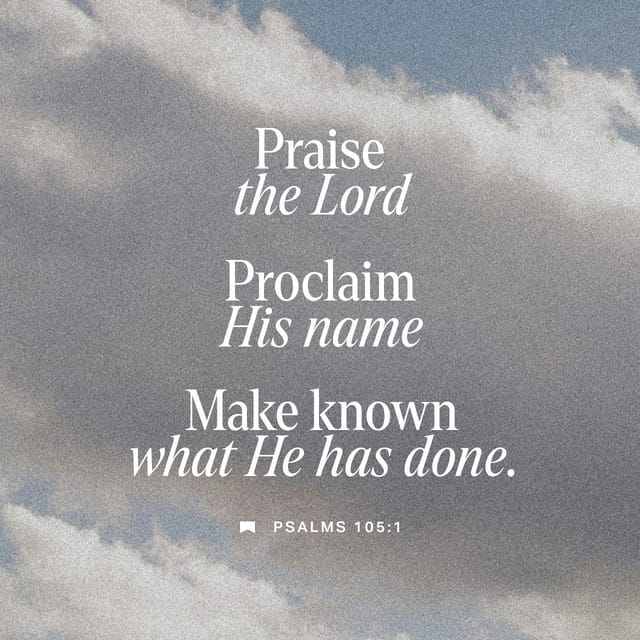 Praise
the Lord
Proclaim
His name
Make known
what He has done.
PSALMS 105:1